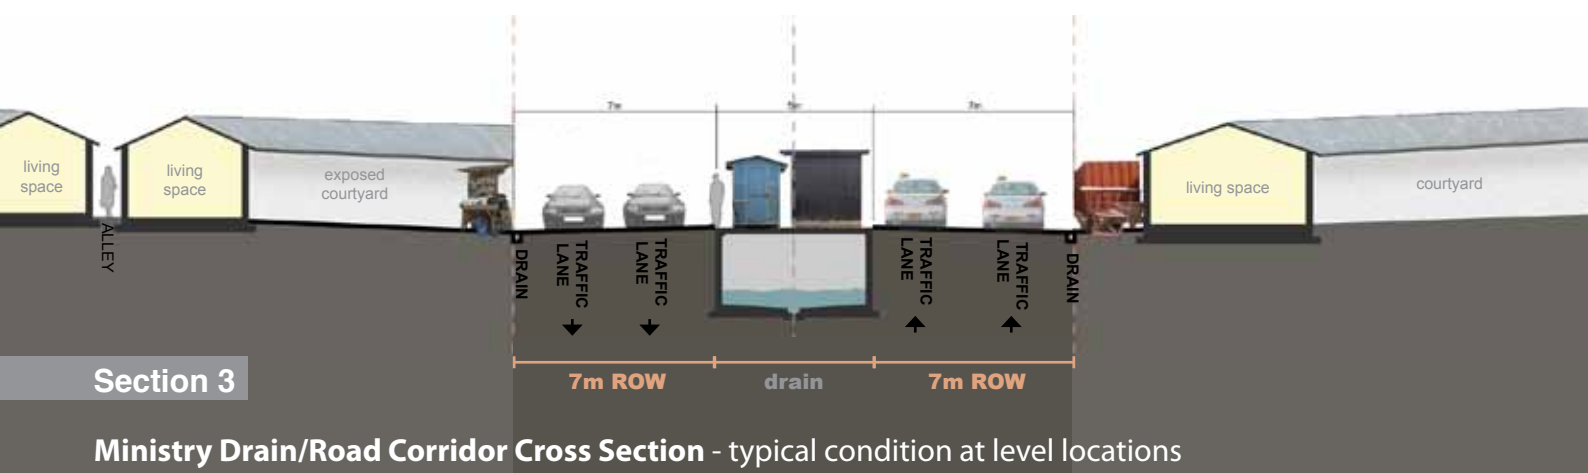 7m
7m
living space
ALLEY
living space
exposed courtyard
living space
courtyard
DRAIN
TRAFFIC LANE
TRAFFIC LANE
TRAFFIC LANE
TRAFFIC LANE
DRAIN
7m ROW
drain
7m ROW
Section 3
Ministry Drain/Road Corridor Cross Section - typical condition at level locations